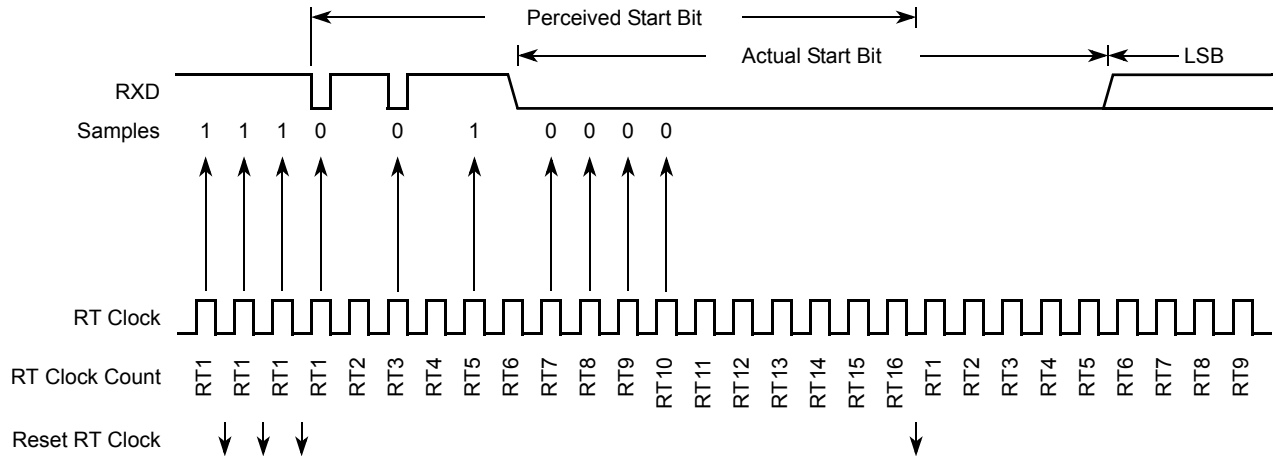 Perceived Start Bit
Actual Start Bit LSB
RXD
Samples 1 1 1 0 0 1 0 0 0 0
RT Clock
RT Clock Count RT1 RT1 RT1 RT1 RT2 RT3 RT4 RT5 RT6 RT7 RT8 RT9 RT10 RT11 RT12 RT13 RT14 RT15 RT16 RT1 RT2 RT3 RT4 RT5 RT6 RT7 RT8 RT9
Reset RT Clock